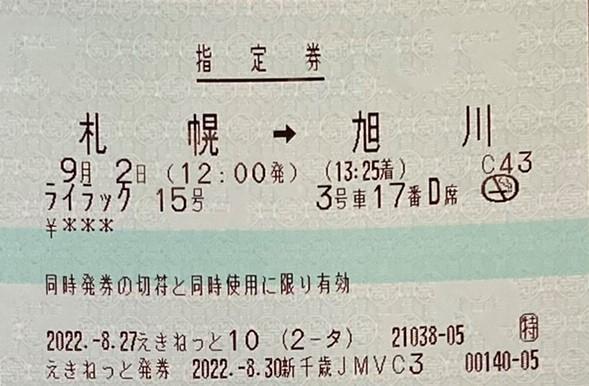 指定券
札幌 → 旭川
9月 2日 (12:00発) (13:25着) C43
ライラック 15号 3号車17番D席
¥***
同時発券の切符と同時使用に限り有効
2022.-8.27えきねっと10 (2-タ) 21038-05 特
えきねっと発券 2022.-8.30新千歳JMVC3 00140-05